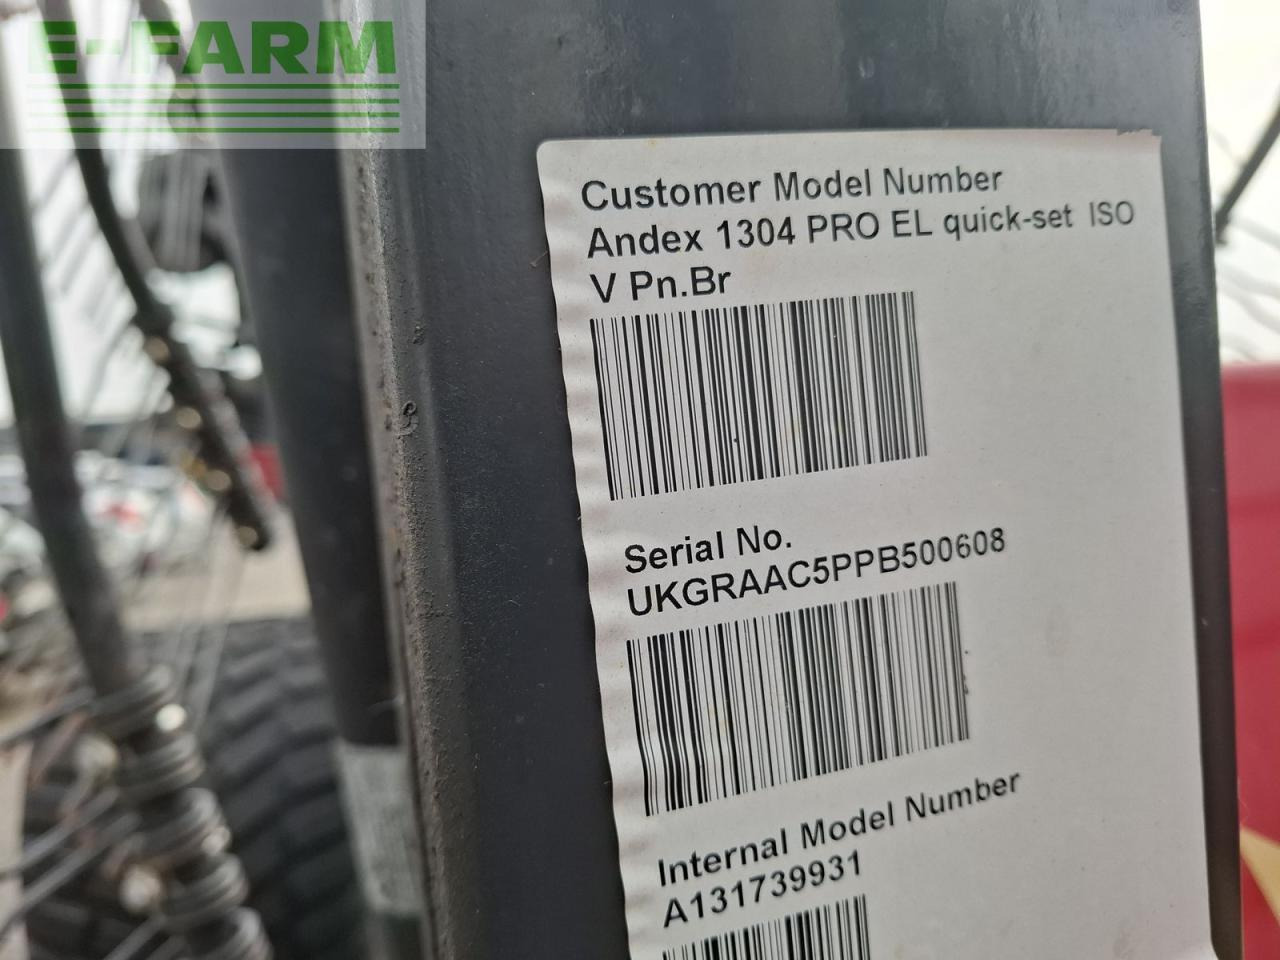 E-FARM
Customer Model Number
Andex 1304 PRO EL quick-set ISO
V Pn.Br
Serial No.
UKGRAAC5PPB500608
Internal Model Number
A131739931